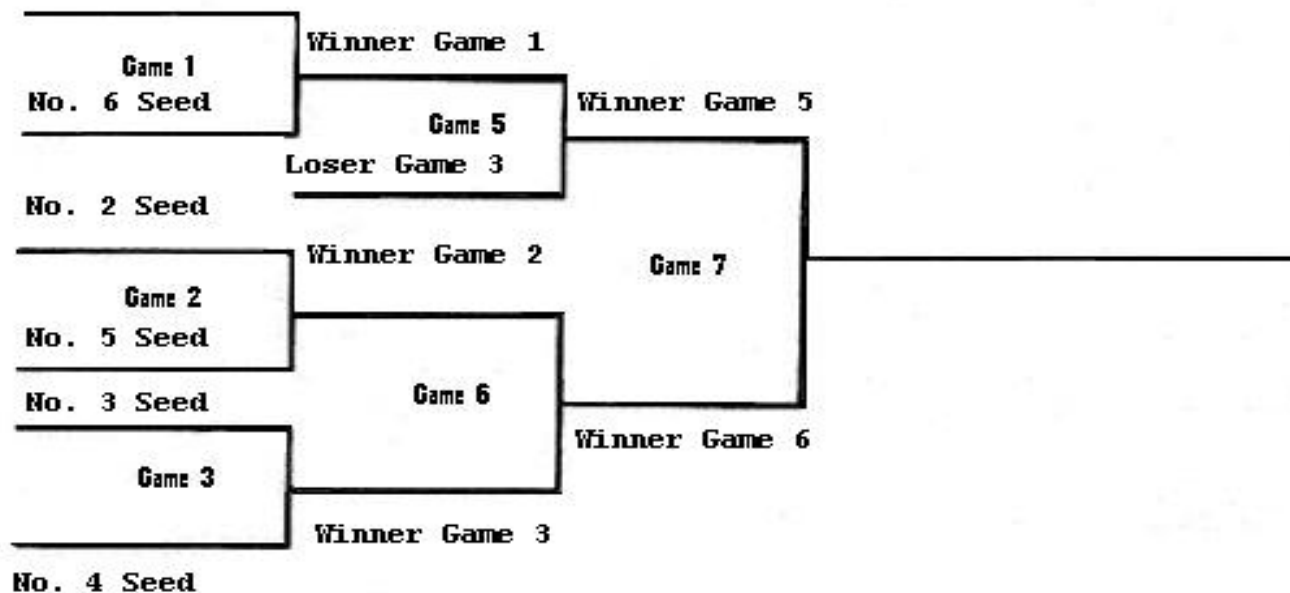 Winner Game 1
Game 1
No. 6 Seed
Winner Game 5
Game 5
Loser Game 3
No. 2 Seed
Winner Game 2
Game 7
Game 2
No. 5 Seed
No. 3 Seed
Game 6
Winner Game 6
Game 3
Winner Game 3
No. 4 Seed